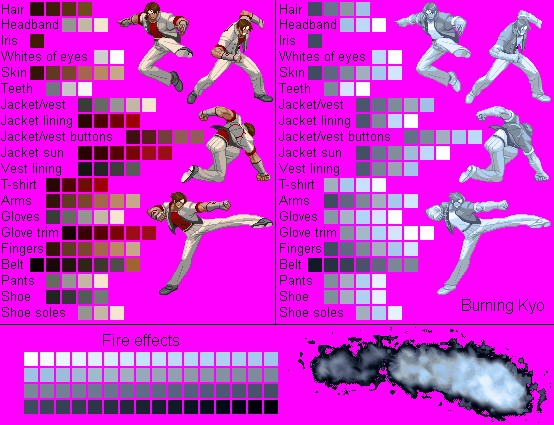 Hair
Headband
Iris
Whites of eyes
Skin
Teeth
Jacket/vest
Jacket lining
Jacket/vest buttons
Jacket sun
Vest lining
T-shirt
Arms
Gloves
Glove trim
Fingers
Belt
Pants
Shoe
Shoe soles
Hair
Headband
Iris
Whites of eyes
Skin
Teeth
Jacket/vest
Jacket lining
Jacket/vest buttons
Jacket sun
Vest lining
T-shirt
Arms
Gloves
Glove trim
Fingers
Belt
Pants
Shoe
Shoe soles
Burning Kyo
Fire effects